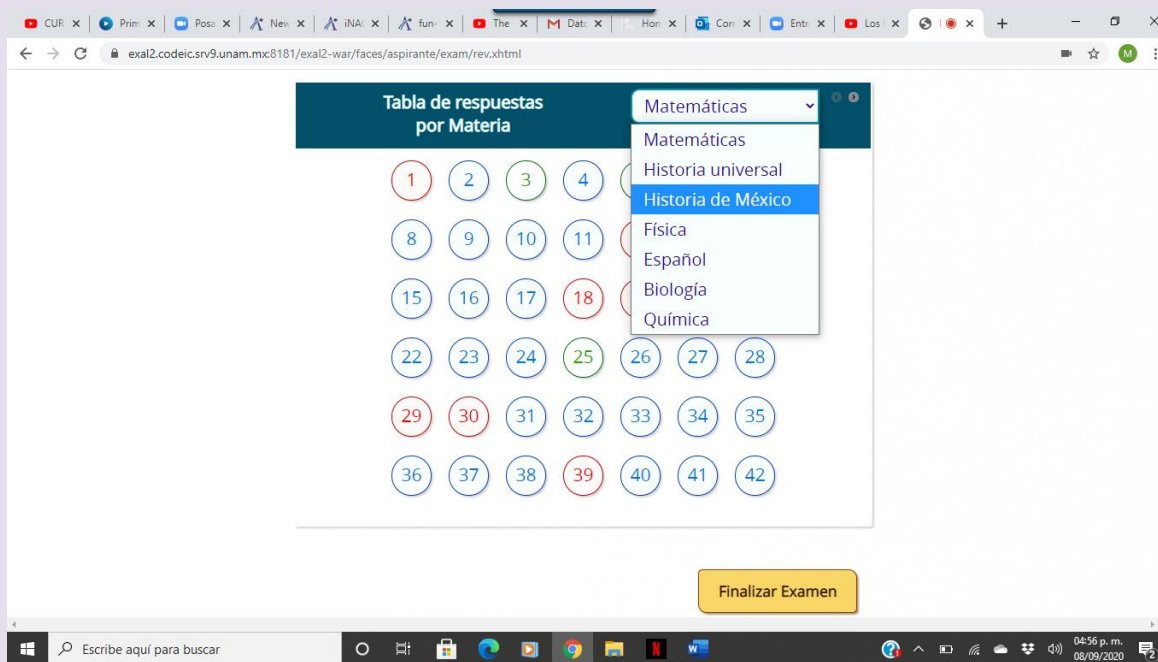 CUR Prim Posa New iNAI fun- The M Datc Hom Corr Entr Los I
exal2.codeic.srv9.unam.mx:8181/exal2-war/faces/aspirante/exam/rev.xhtml M
Tabla de respuestas
por Materia
Matemáticas
Matemáticas
Historia universal
Historia de México
Física
Español
Biología
Química
1 2 3 4
8 9 10 11
15 16 17 18
22 23 24 25 26 27 28
29 30 31 32 33 34 35
36 37 38 39 40 41 42
Finalizar Examen
Escribe aquí para buscar
04:56 p. m.
08/09/2020
2